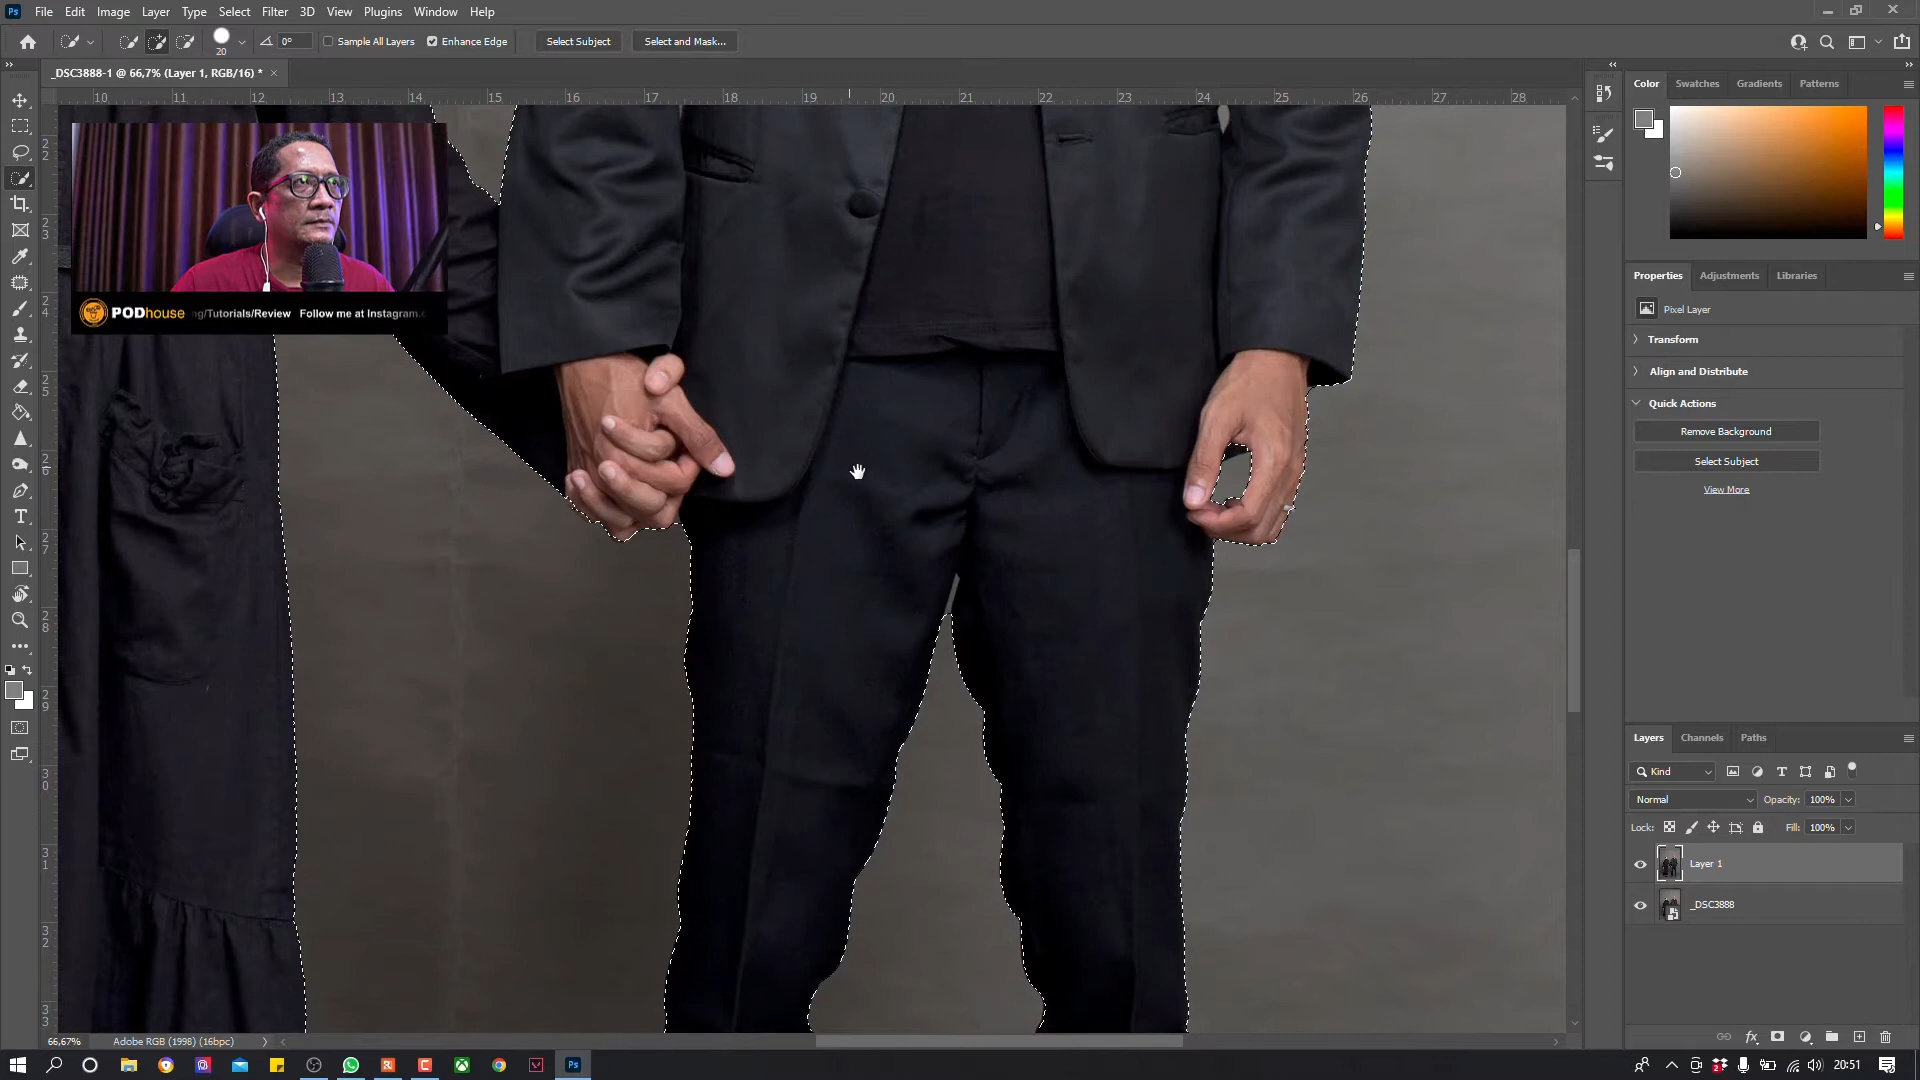 Ps File Edit Image Layer Type Select Filter 3D View Plugins Window Help
20 0° Sample All Layers Enhance Edge Select Subject Select and Mask...
_DSC3888-1 @ 66,7% (Layer 1, RGB/16) * ×
10 11 12 13 14 15 16 17 18 19 20 21 22 23 24 25 26 27 28
22
23
24
25
26
27
28
29
30
31
32
33
PODhouse ng/Tutorials/Review Follow me at Instagram.c
Color Swatches Gradients Patterns
Properties Adjustments Libraries
Pixel Layer
Transform
Align and Distribute
Quick Actions
Remove Background
Select Subject
View More
Layers Channels Paths
Kind
Normal Opacity: 100%
Lock: Fill: 100%
Layer 1
_DSC3888
66,67% Adobe RGB (1998) (16bpc)
Ps 20:51